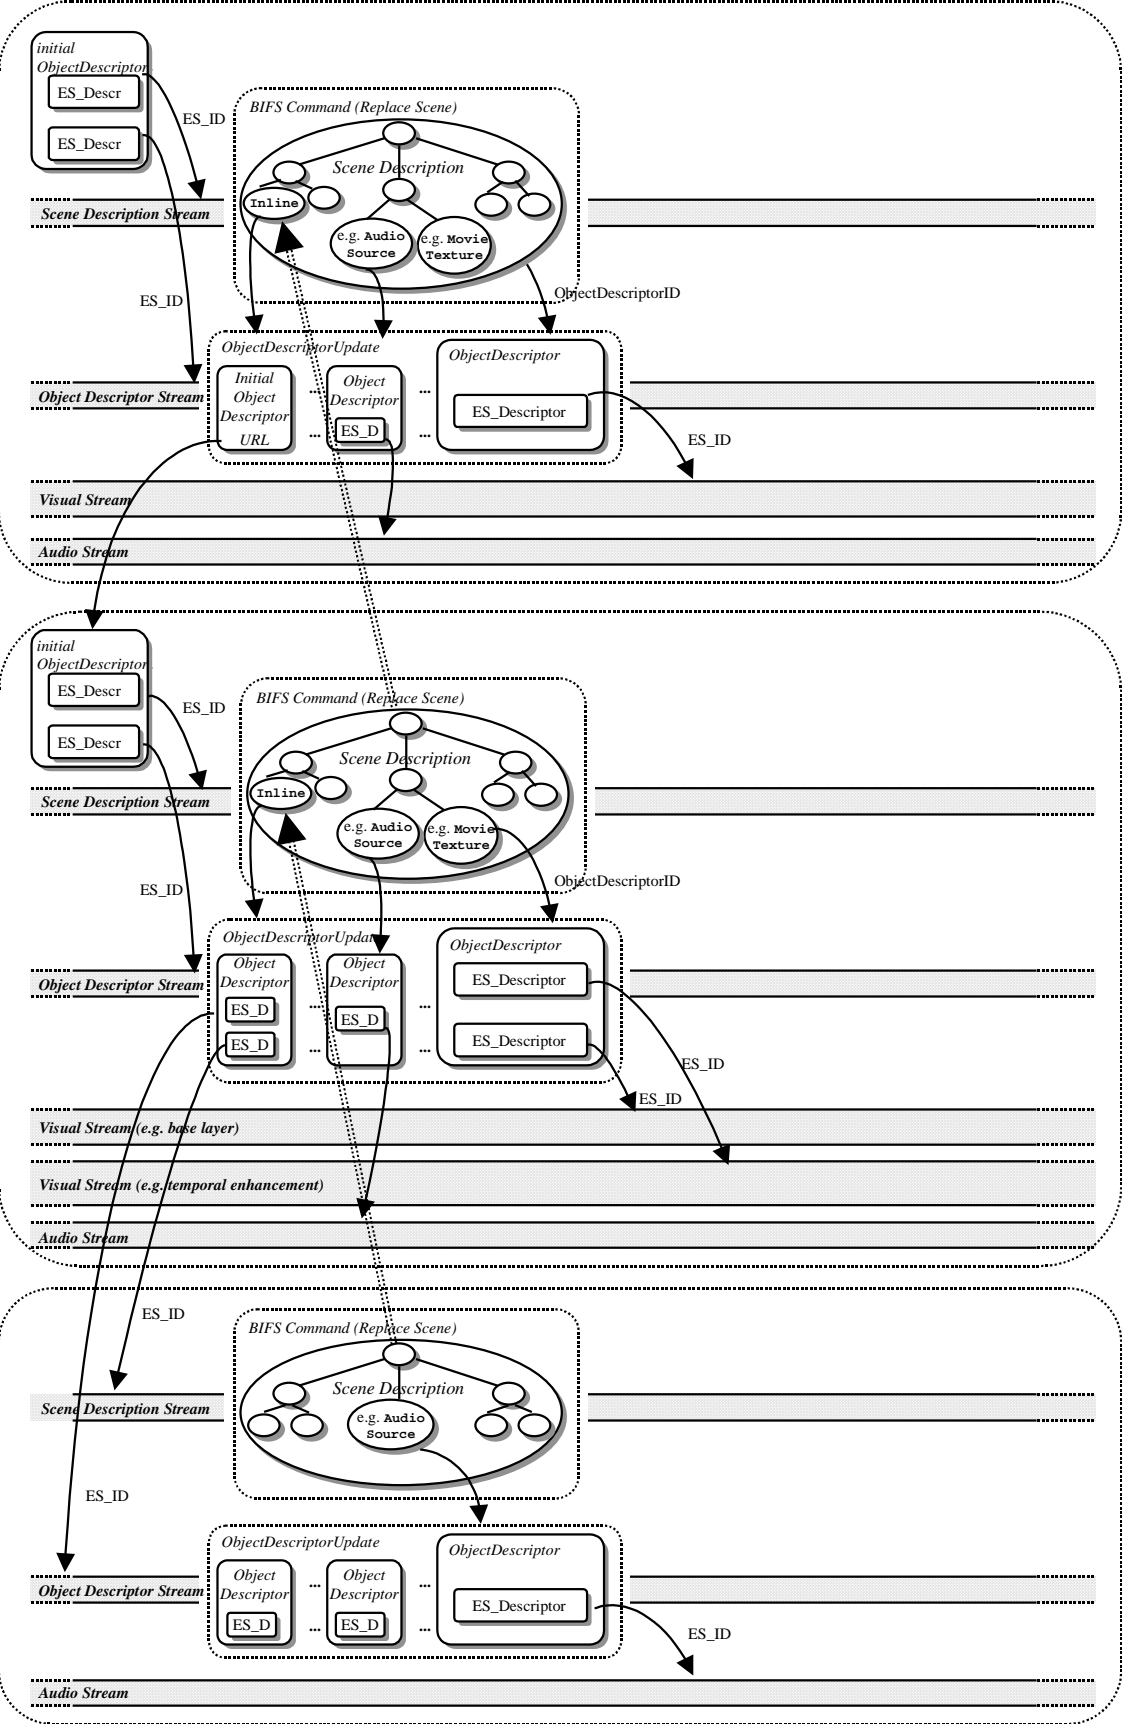 initial
ObjectDescriptor
ES_Descr
ES_Descr
ES_ID
BIFS Command (Replace Scene)
Scene Description
Inline
e.g. Audio
Source
e.g. Movie
Texture
Scene Description Stream
ES_ID
ObjectDescriptorID
ObjectDescriptorUpdate
Initial
Object
Descriptor
URL
...
...
Object
Descriptor
ES_D
...
...
ObjectDescriptor
ES_Descriptor
Object Descriptor Stream
ES_ID
Visual Stream
Audio Stream
initial
ObjectDescriptor
ES_Descr
ES_Descr
ES_ID
BIFS Command (Replace Scene)
Scene Description
Inline
e.g. Audio
Source
e.g. Movie
Texture
Scene Description Stream
ES_ID
ObjectDescriptorID
ObjectDescriptorUpdate
Object
Descriptor
ES_D
ES_D
...
...
Object
Descriptor
ES_D
...
...
ObjectDescriptor
ES_Descriptor
ES_Descriptor
Object Descriptor Stream
ES_ID
ES_ID
Visual Stream (e.g. base layer)
Visual Stream (e.g. temporal enhancement)
Audio Stream
ES_ID
BIFS Command (Replace Scene)
Scene Description
e.g. Audio
Source
Scene Description Stream
ES_ID
ObjectDescriptorUpdate
Object
Descriptor
ES_D
...
...
Object
Descriptor
ES_D
...
...
ObjectDescriptor
ES_Descriptor
Object Descriptor Stream
ES_ID
Audio Stream